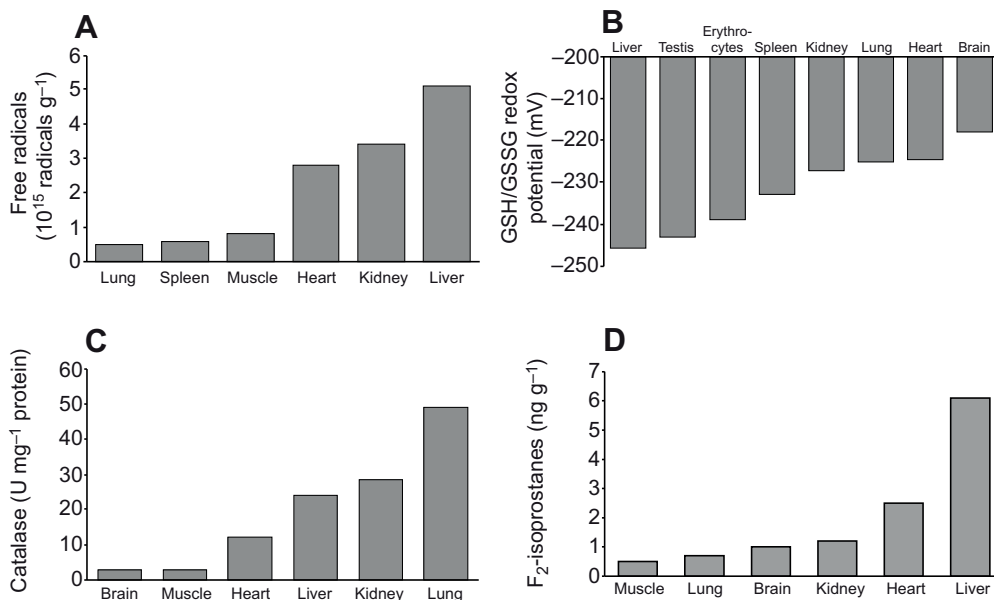 A
Free radicals
(10¹⁵ radicals g⁻¹)
6
5
4
3
2
1
0
Lung Spleen Muscle Heart Kidney Liver
B
GSH/GSSG redox
potential (mV)
Liver Testis Erythro-
cytes Spleen Kidney Lung Heart Brain
–200
–210
–220
–230
–240
–250
C
Catalase (U mg⁻¹ protein)
60
50
40
30
20
10
0
Brain Muscle Heart Liver Kidney Lung
D
F₂-isoprostanes (ng g⁻¹)
7
6
5
4
3
2
1
0
Muscle Lung Brain Kidney Heart Liver